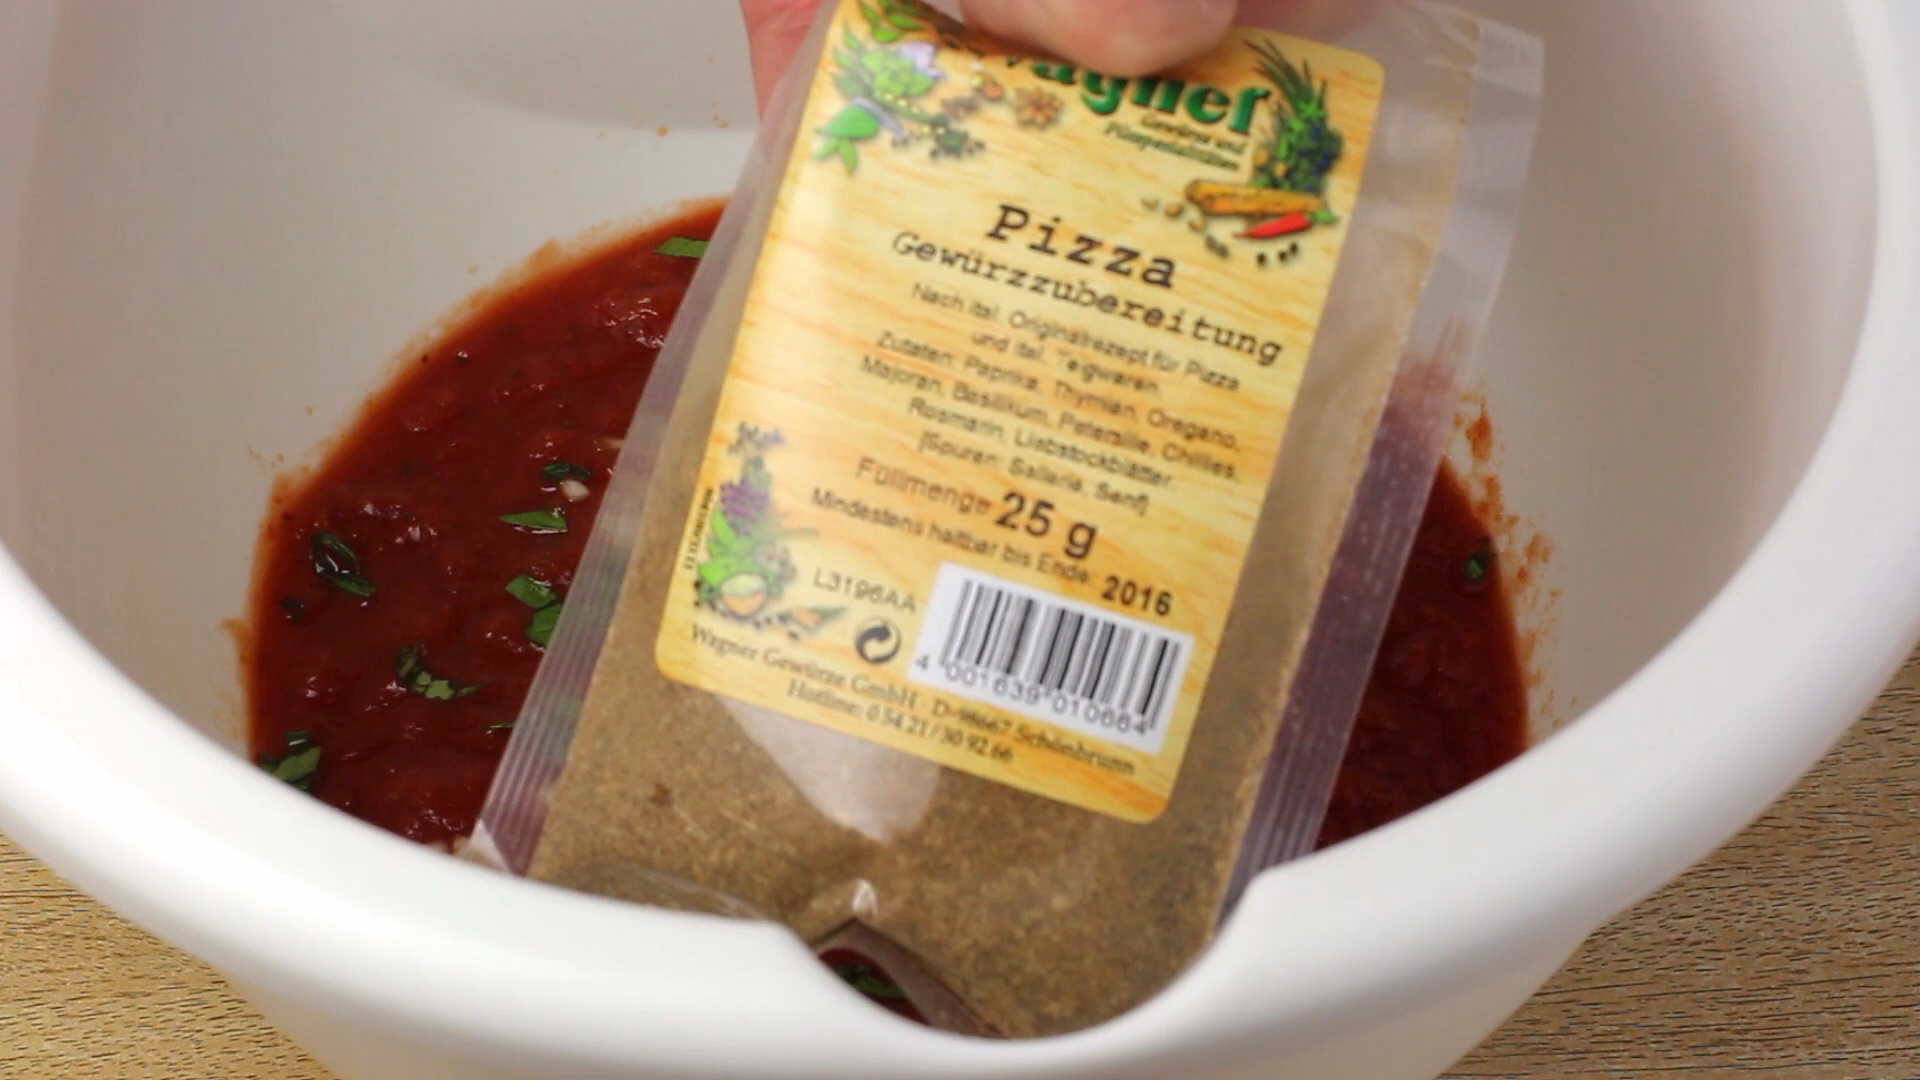 Wagner
Gewürze und
Pizza
Gewürzzubereitung
Nach ital. Originalrezept für Pizza
und ital. Teigwaren.
Zutaten: Paprika, Thymian, Oregano,
Majoran, Basilikum, Petersilie, Chillies,
Rosmarin, Liebstockblätter
[Spuren: Sellerie, Senf]
Füllmenge 25 g
Mindestens haltbar bis Ende: 2016
L3196AA
4 001639 010664
Wagner Gewürze GmbH · D-98667 Schönbrunn
Hotline: 0 54 21 / 30 92 66